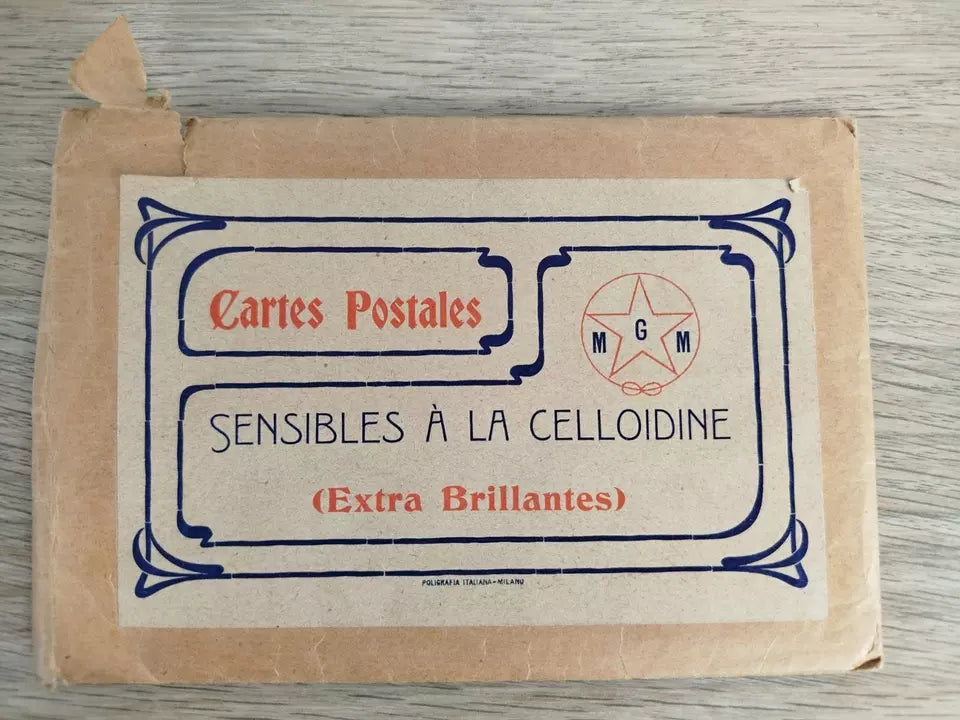 Cartes Postales
M G M
SENSIBLES À LA CELLOIDINE
(Extra Brillantes)
POLIGRAFIA ITALIANA-MILANO